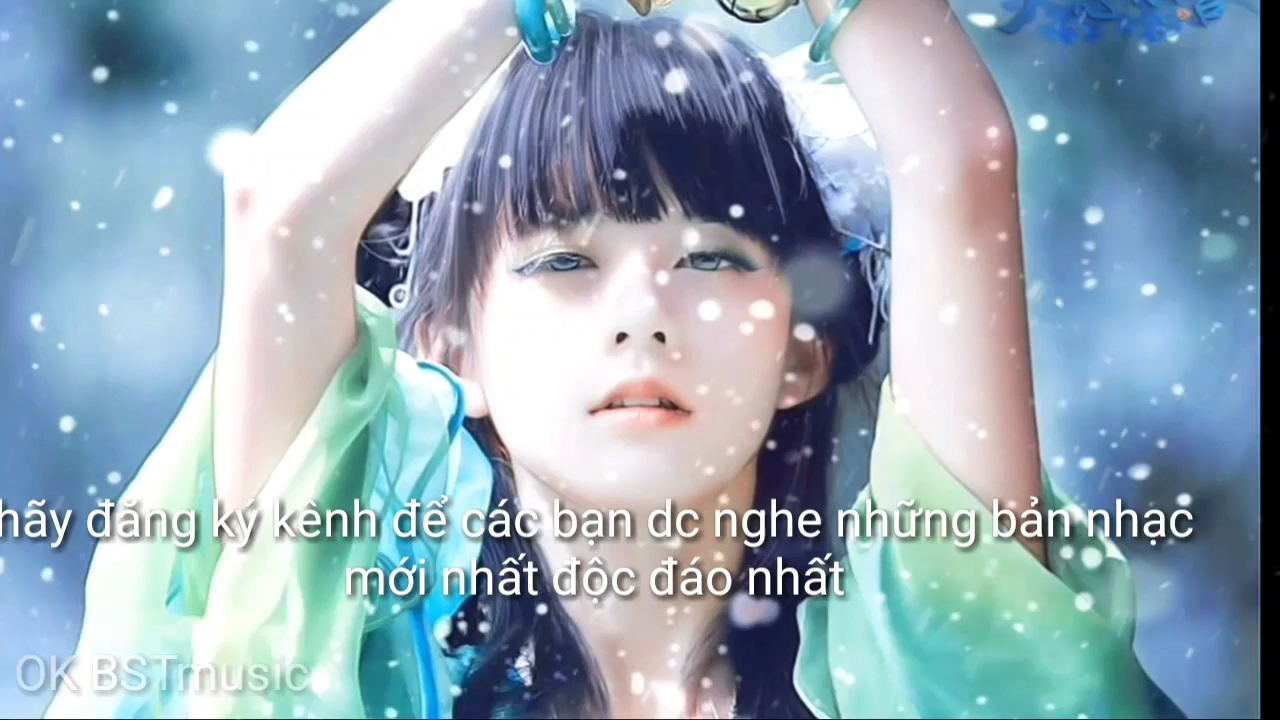 hãy đăng ký kênh để các bạn dc nghe những bản nhạc
mới nhất độc đáo nhất
OK BSTmusic